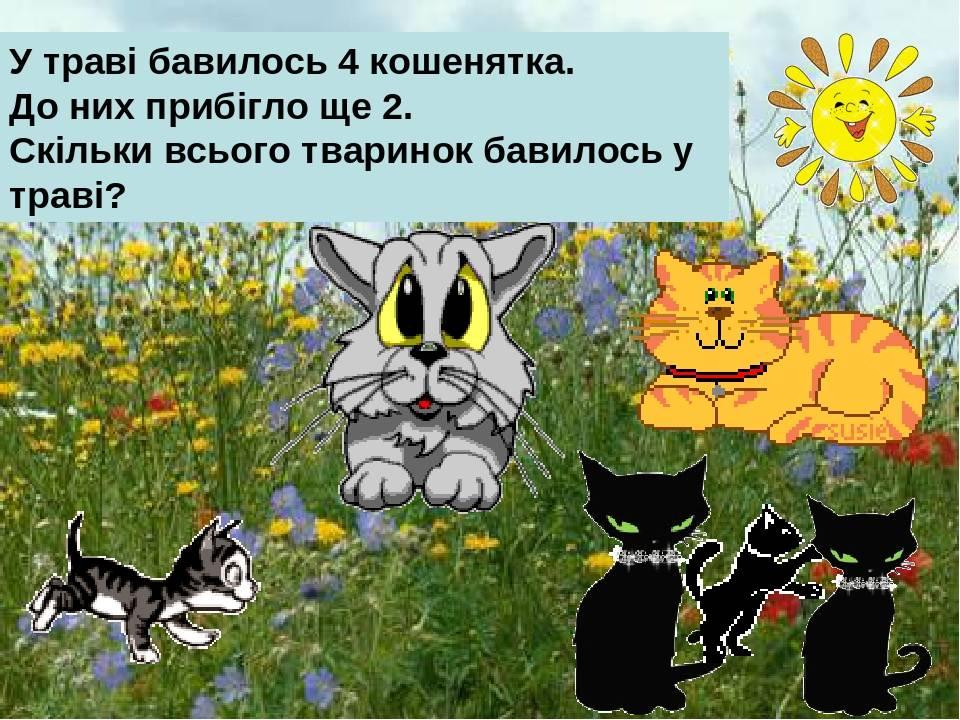 У траві бавилось 4 кошенятка.
До них прибігло ще 2.
Скільки всього тваринок бавилось у
траві?
susie